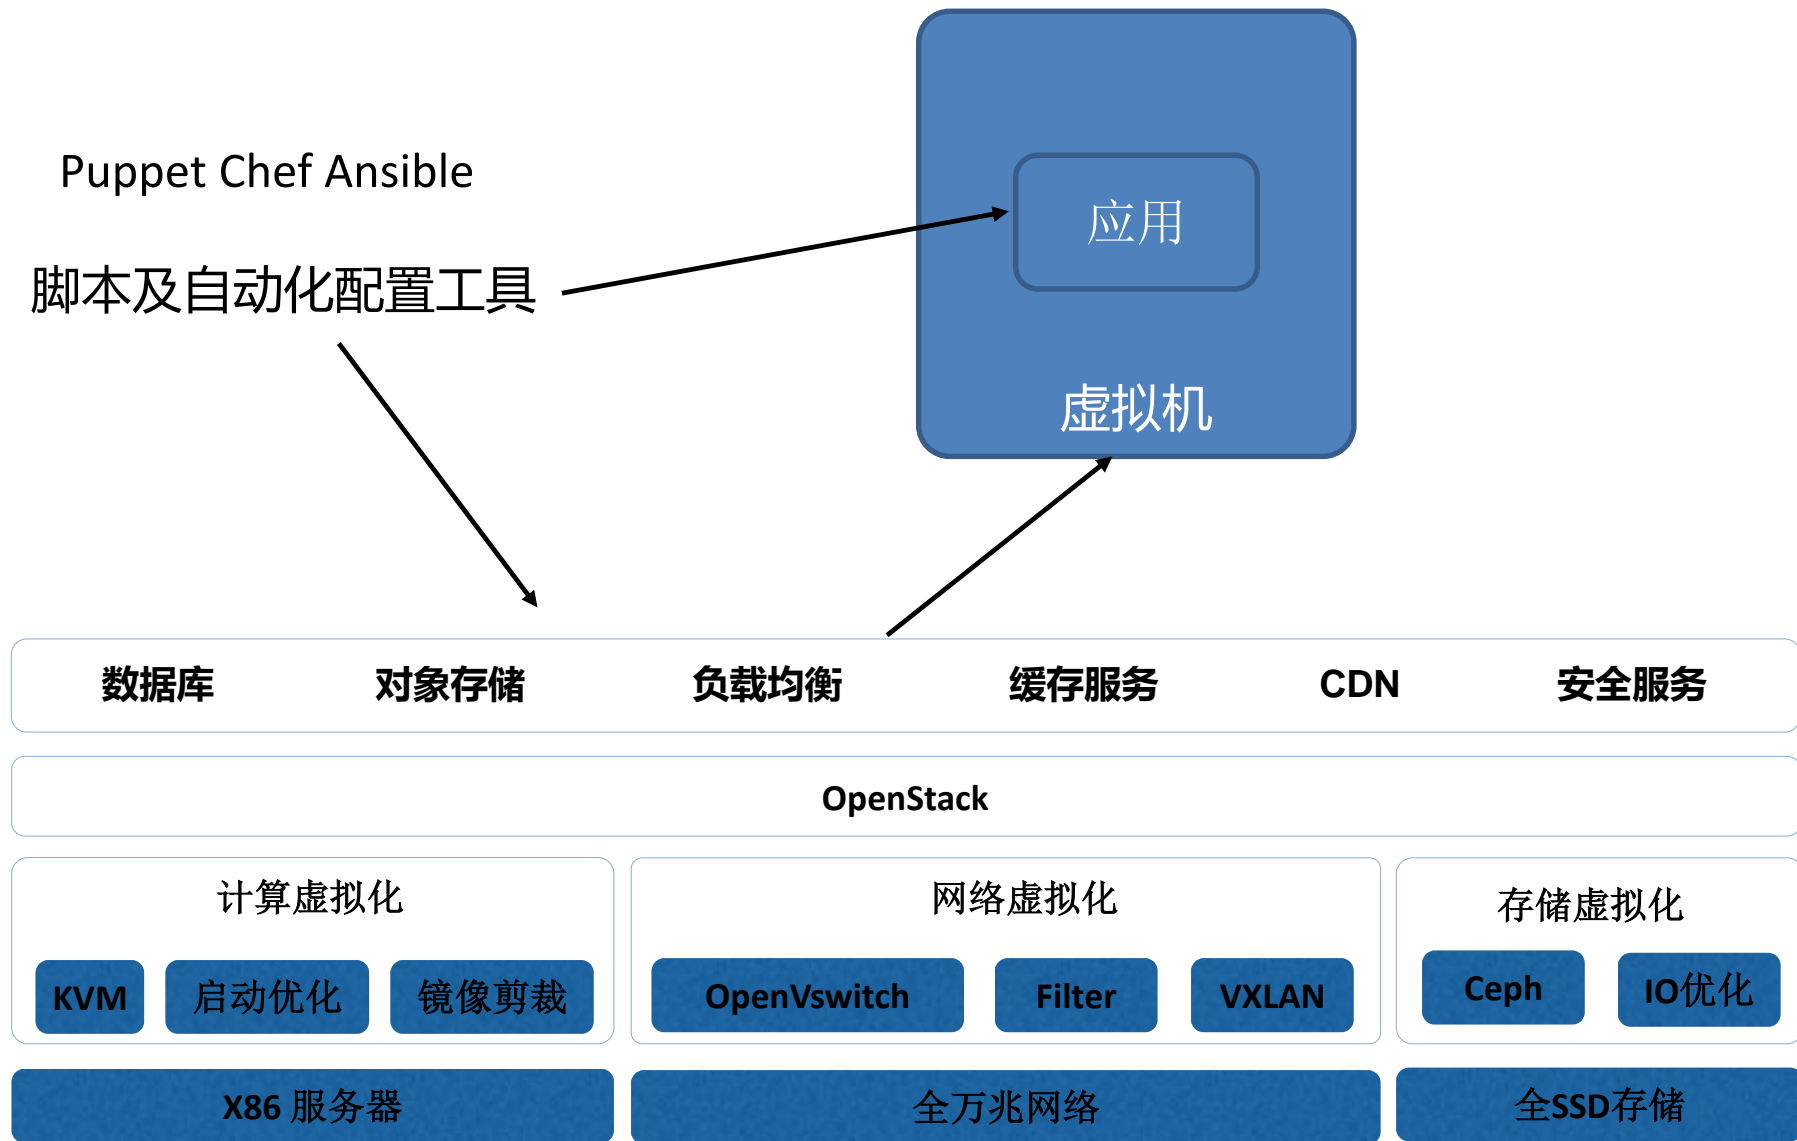 Puppet Chef Ansible
脚本及自动化配置工具
应用
虚拟机
数据库 对象存储 负载均衡 缓存服务 CDN 安全服务
OpenStack
计算虚拟化 网络虚拟化 存储虚拟化
KVM 启动优化 镜像剪裁 OpenVswitch Filter VXLAN Ceph IO优化
X86 服务器 全万兆网络 全SSD存储